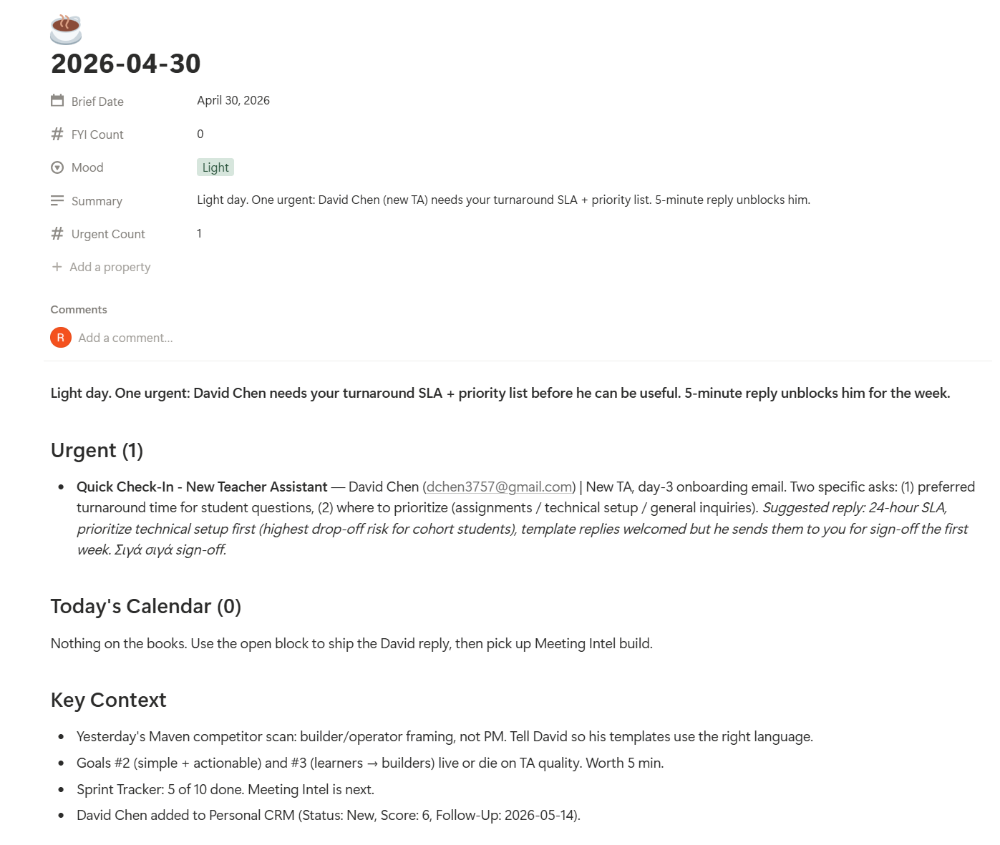 2026-04-30
Brief Date April 30, 2026
FYI Count 0
Mood Light
Summary Light day. One urgent: David Chen (new TA) needs your turnaround SLA + priority list. 5-minute reply unblocks him.
Urgent Count 1
Add a property
Comments
R Add a comment...
Light day. One urgent: David Chen needs your turnaround SLA + priority list before he can be useful. 5-minute reply unblocks him for the week.
Urgent (1)
• Quick Check-In - New Teacher Assistant — David Chen (dchen3757@gmail.com) | New TA, day-3 onboarding email. Two specific asks: (1) preferred
turnaround time for student questions, (2) where to prioritize (assignments / technical setup / general inquiries). Suggested reply: 24-hour SLA,
prioritize technical setup first (highest drop-off risk for cohort students), template replies welcomed but he sends them to you for sign-off the first
week. Σιγά σιγά sign-off.
Today's Calendar (0)
Nothing on the books. Use the open block to ship the David reply, then pick up Meeting Intel build.
Key Context
• Yesterday's Maven competitor scan: builder/operator framing, not PM. Tell David so his templates use the right language.
• Goals #2 (simple + actionable) and #3 (learners → builders) live or die on TA quality. Worth 5 min.
• Sprint Tracker: 5 of 10 done. Meeting Intel is next.
• David Chen added to Personal CRM (Status: New, Score: 6, Follow-Up: 2026-05-14).